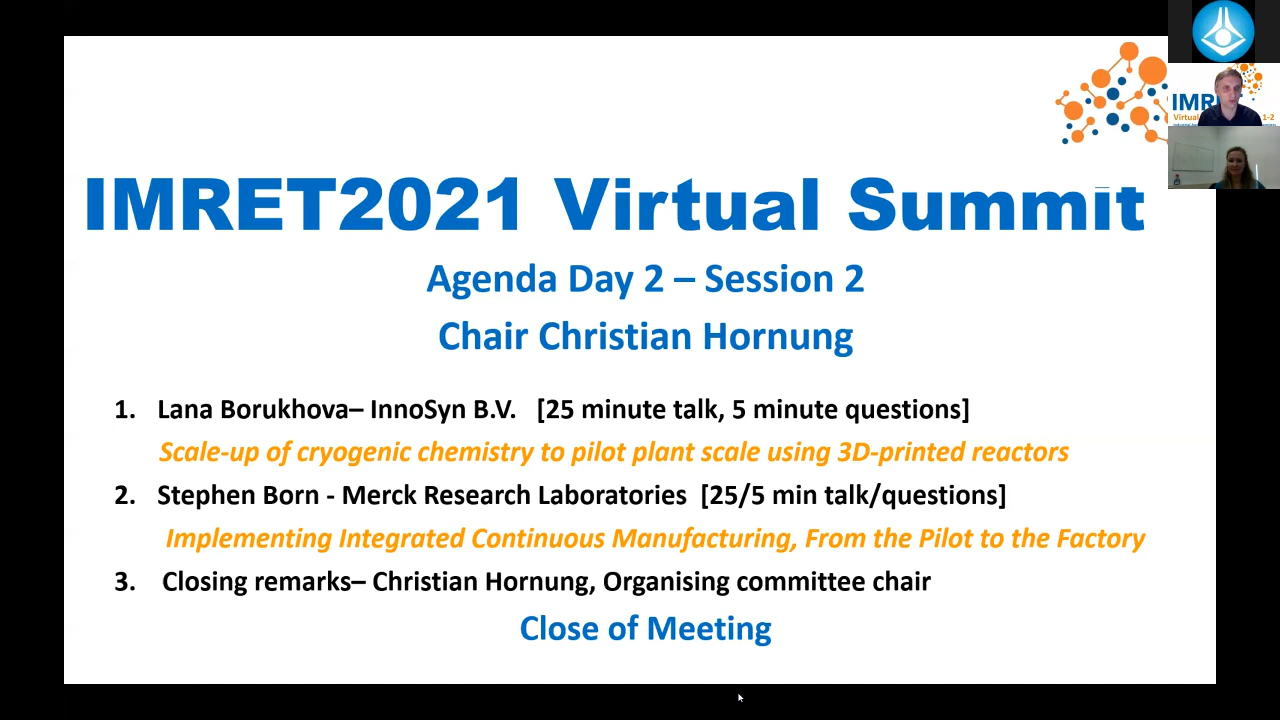 IMRET2021 Virtual Summit
Agenda Day 2 – Session 2
Chair Christian Hornung
1. Lana Borukhova– InnoSyn B.V. [25 minute talk, 5 minute questions]
Scale-up of cryogenic chemistry to pilot plant scale using 3D-printed reactors
2. Stephen Born - Merck Research Laboratories [25/5 min talk/questions]
Implementing Integrated Continuous Manufacturing, From the Pilot to the Factory
3. Closing remarks– Christian Hornung, Organising committee chair
Close of Meeting
Virtual 1-2